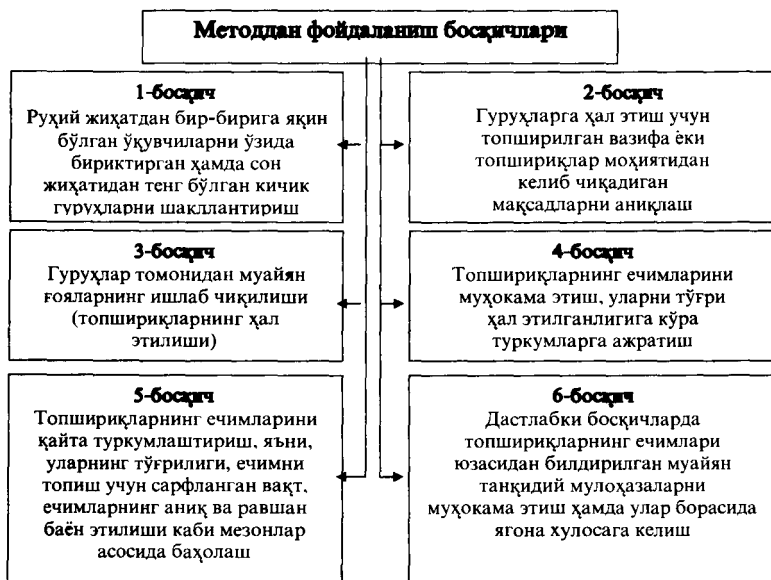 Методдан фойдаланиш босқичлари
1-босқич
Руҳий жиҳатдан бир-бирига яқин
бўлган ўқувчиларни ўзида
бириктирган ҳамда сон
жиҳатидан тенг бўлган кичик
гуруҳларни шакллантириш
2-босқич
Гуруҳларга ҳал этиш учун
топширилган вазифа ёки
топшириқлар моҳиятидан
келиб чиқадиган
мақсадларни аниқлаш
3-босқич
Гуруҳлар томонидан муайян
ғояларнинг ишлаб чиқилиши
(топшириқларнинг ҳал
этилиши)
4-босқич
Топшириқларнинг ечимларини
муҳокама этиш, уларни тўғри
ҳал этилганлигига кўра
туркумларга ажратиш
5-босқич
Топшириқларнинг ечимларини
қайта туркумлаштириш, яъни,
уларнинг тўғрилиги, ечимни
топиш учун сарфланган вақт,
ечимларнинг аниқ ва равшан
баён этилиши каби мезонлар
асосида баҳолаш
6-босқич
Дастлабки босқичларда
топшириқларнинг ечимлари
юзасидан билдирилган муайян
танқидий мулоҳазаларни
муҳокама этиш ҳамда улар борасида
ягона хулосага келиш